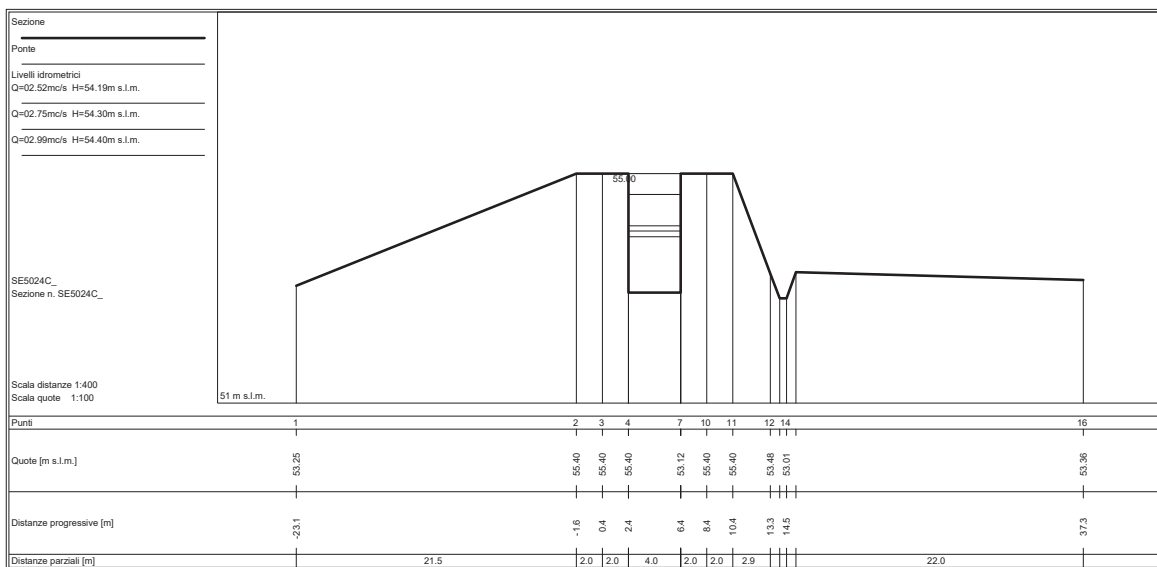 Sezione
Ponte
Livelli idrometrici
Q=02.52mc/s H=54.19m s.l.m.
Q=02.75mc/s H=54.30m s.l.m.
Q=02.99mc/s H=54.40m s.l.m.
55.00
SE5024C_
Sezione n. SE5024C_
Scala distanze 1:400
Scala quote 1:100
51 m s.l.m.
Punti 1 2 3 4 7 10 11 12 14 16
Quote [m s.l.m.] 53.25 55.40 55.40 55.40 53.12 55.40 55.40 53.48 53.01 53.36
Distanze progressive [m] -23.1 -1.6 0.4 2.4 6.4 8.4 10.4 13.3 14.5 37.3
Distanze parziali [m] 21.5 2.0 2.0 4.0 2.0 2.0 2.9 22.0